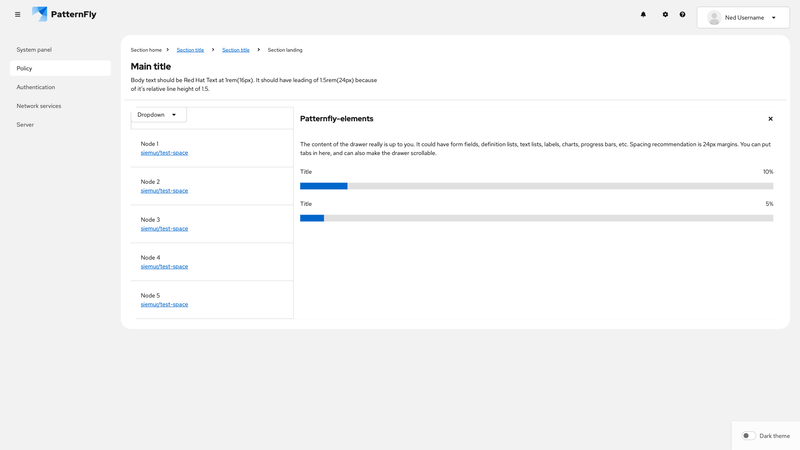 PatternFly
Ned Username
System panel
Policy
Authentication
Network services
Server
Section home
Section title
Section title
Section landing
Main title
Body text should be Red Hat Text at 1rem(16px). It should have leading of 1.5rem(24px) because
of it's relative line height of 1.5.
Dropdown
Node 1
siemur/test-space
Node 2
siemur/test-space
Node 3
siemur/test-space
Node 4
siemur/test-space
Node 5
siemur/test-space
Patternfly-elements
The content of the drawer really is up to you. It could have form fields, definition lists, text lists, labels, charts, progress bars, etc. Spacing recommendation is 24px margins. You can put
tabs in here, and can also make the drawer scrollable.
Title 10%
Title 5%
Dark theme